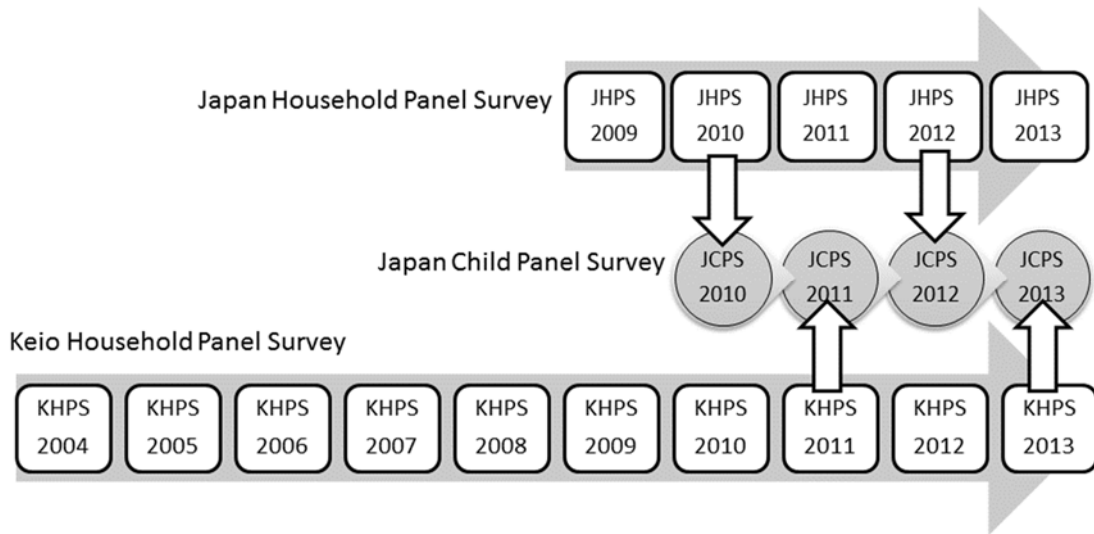 Japan Household Panel Survey
JHPS
2009
JHPS
2010
JHPS
2011
JHPS
2012
JHPS
2013
Japan Child Panel Survey
JCPS
2010
JCPS
2011
JCPS
2012
JCPS
2013
Keio Household Panel Survey
KHPS
2004
KHPS
2005
KHPS
2006
KHPS
2007
KHPS
2008
KHPS
2009
KHPS
2010
KHPS
2011
KHPS
2012
KHPS
2013